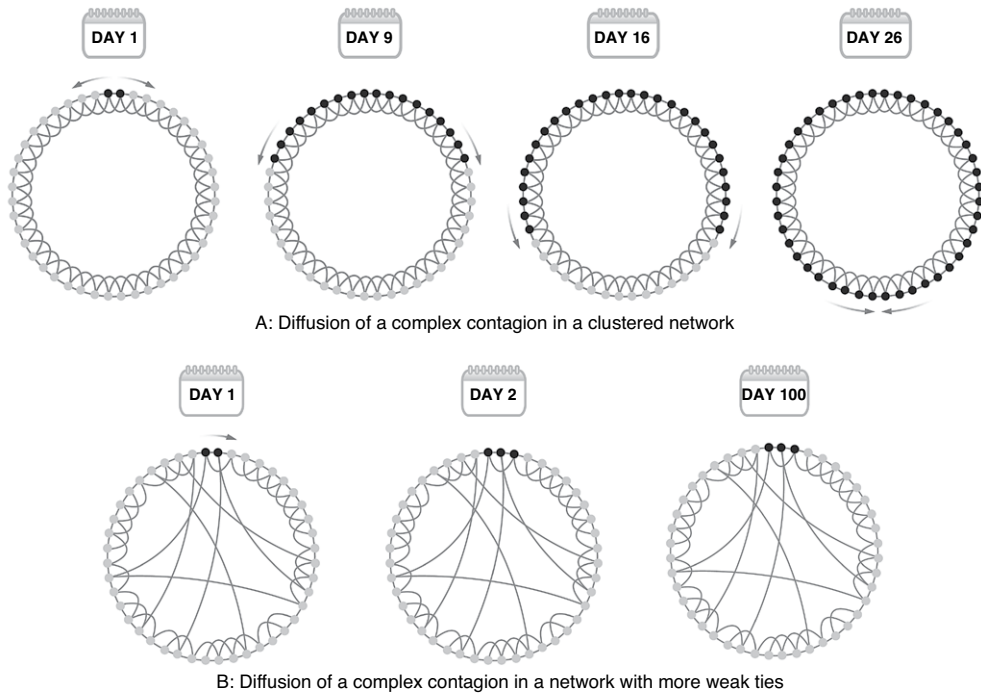 DAY 1
DAY 9
DAY 16
DAY 26
A: Diffusion of a complex contagion in a clustered network
DAY 1
DAY 2
DAY 100
B: Diffusion of a complex contagion in a network with more weak ties